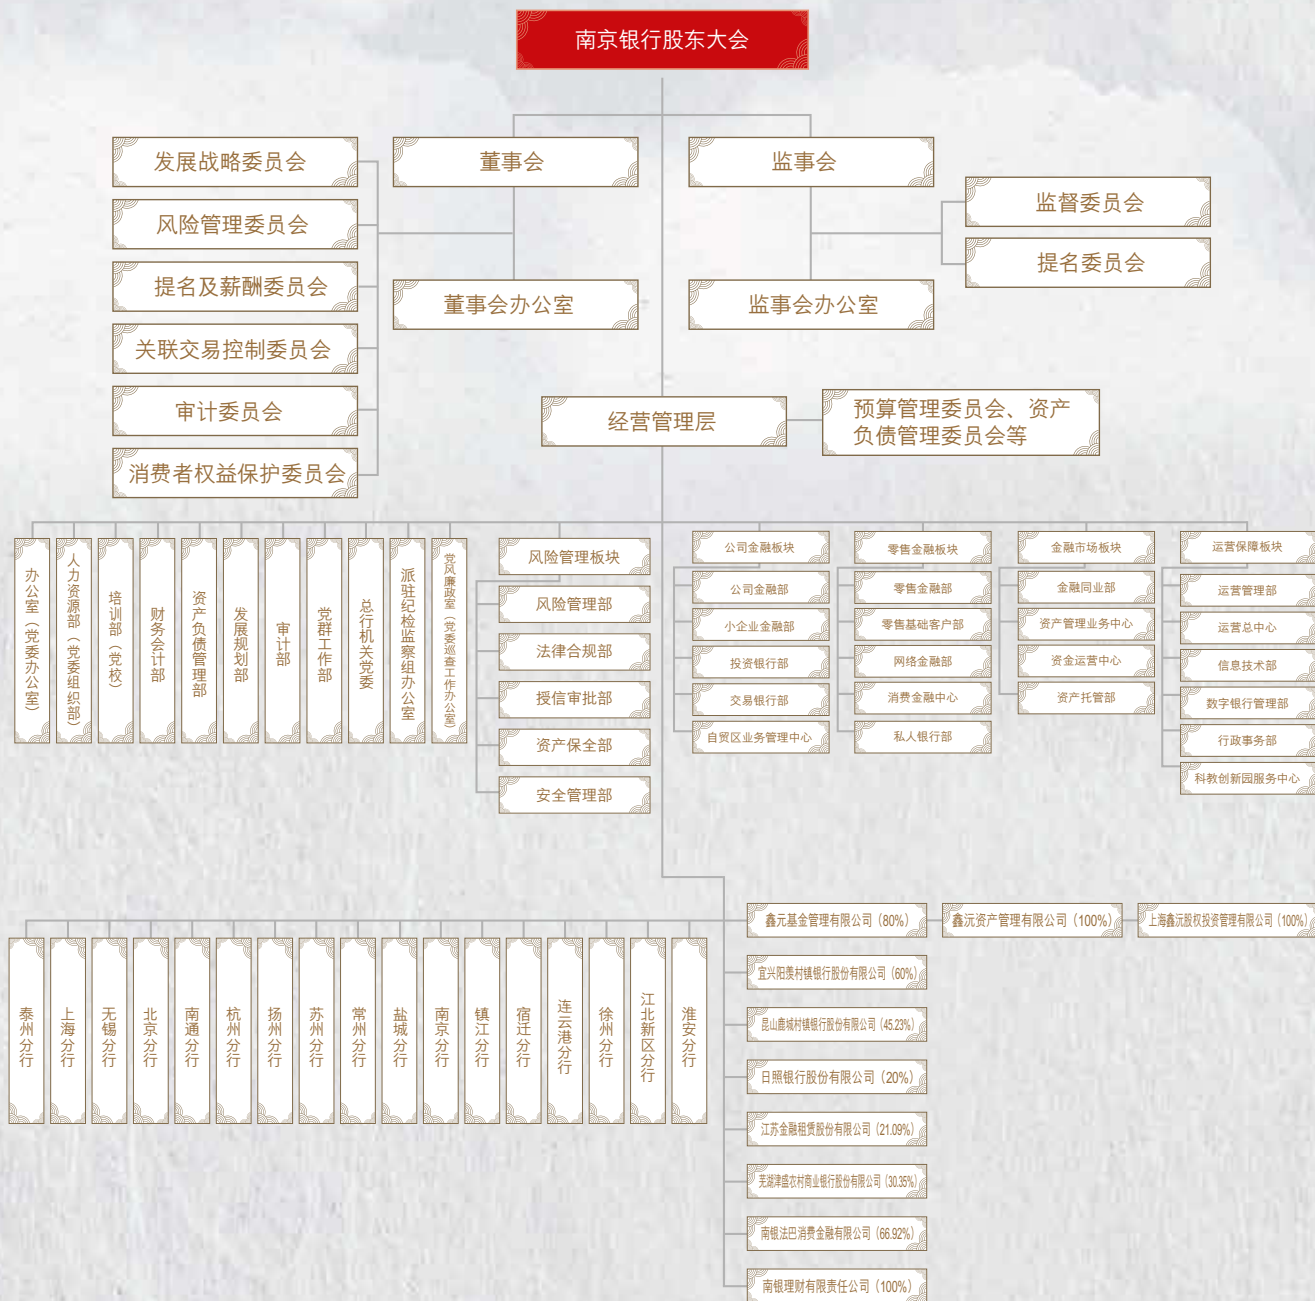 南京银行股东大会
董事会
监事会
发展战略委员会
风险管理委员会
提名及薪酬委员会
关联交易控制委员会
审计委员会
消费者权益保护委员会
董事会办公室
监事会办公室
监督委员会
提名委员会
经营管理层
预算管理委员会、资产
负债管理委员会等
办公室（党委办公室）
人力资源部（党委组织部）
培训部（党校）
财务会计部
资产负债管理部
发展规划部
审计部
党群工作部
总行机关党委
派驻纪检监察组办公室
党风廉政室（党委巡查工作办公室）
风险管理板块
风险管理部
法律合规部
授信审批部
资产保全部
安全管理部
公司金融板块
公司金融部
小企业金融部
投资银行部
交易银行部
自贸区业务管理中心
零售金融板块
零售金融部
零售基础客户部
网络金融部
消费金融中心
私人银行部
金融市场板块
金融同业部
资产管理业务中心
资金运营中心
资产托管部
运营保障板块
运营管理部
运营总中心
信息技术部
数字银行管理部
行政事务部
科教创新园服务中心
泰州分行
上海分行
无锡分行
北京分行
南通分行
杭州分行
扬州分行
苏州分行
常州分行
盐城分行
南京分行
镇江分行
宿迁分行
连云港分行
徐州分行
江北新区分行
淮安分行
鑫元基金管理有限公司（80%）
鑫沅资产管理有限公司（100%）
上海鑫沅股权投资管理有限公司（100%）
宜兴阳羡村镇银行股份有限公司（60%）
昆山鹿城村镇银行股份有限公司（45.23%）
日照银行股份有限公司（20%）
江苏金融租赁股份有限公司（21.09%）
芜湖津盛农村商业银行股份有限公司（30.35%）
南银法巴消费金融有限公司（66.92%）
南银理财有限责任公司（100%）